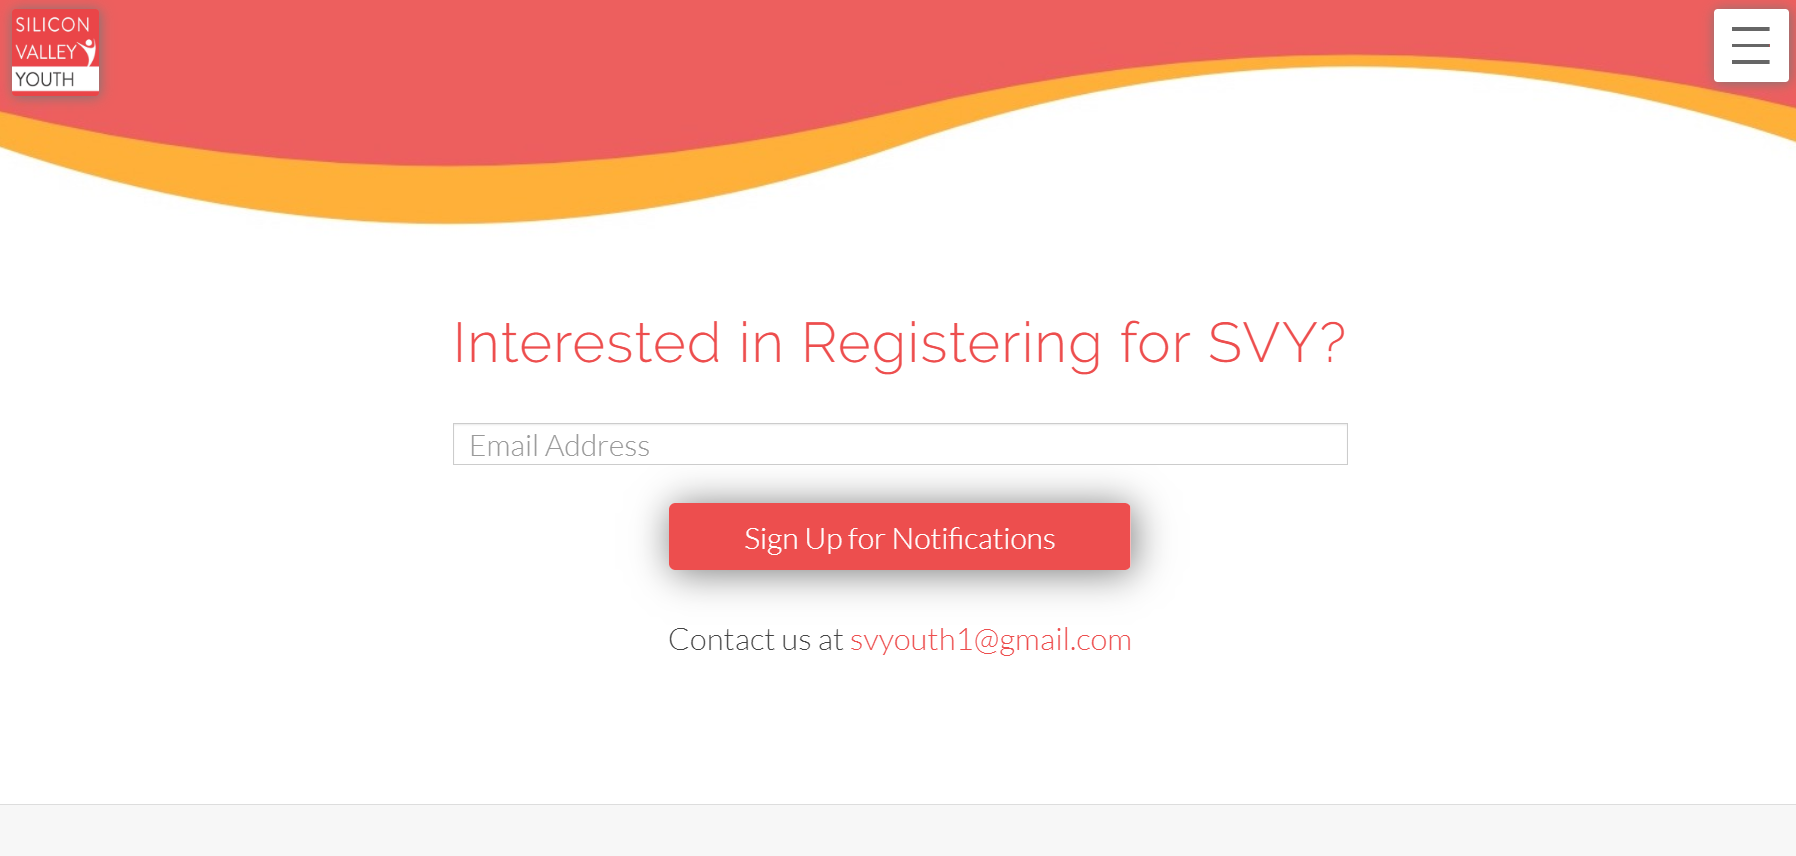 SILICON
VALLEY
YOUTH
Interested in Registering for SVY?
Email Address
Sign Up for Notifications
Contact us at svyouth1@gmail.com